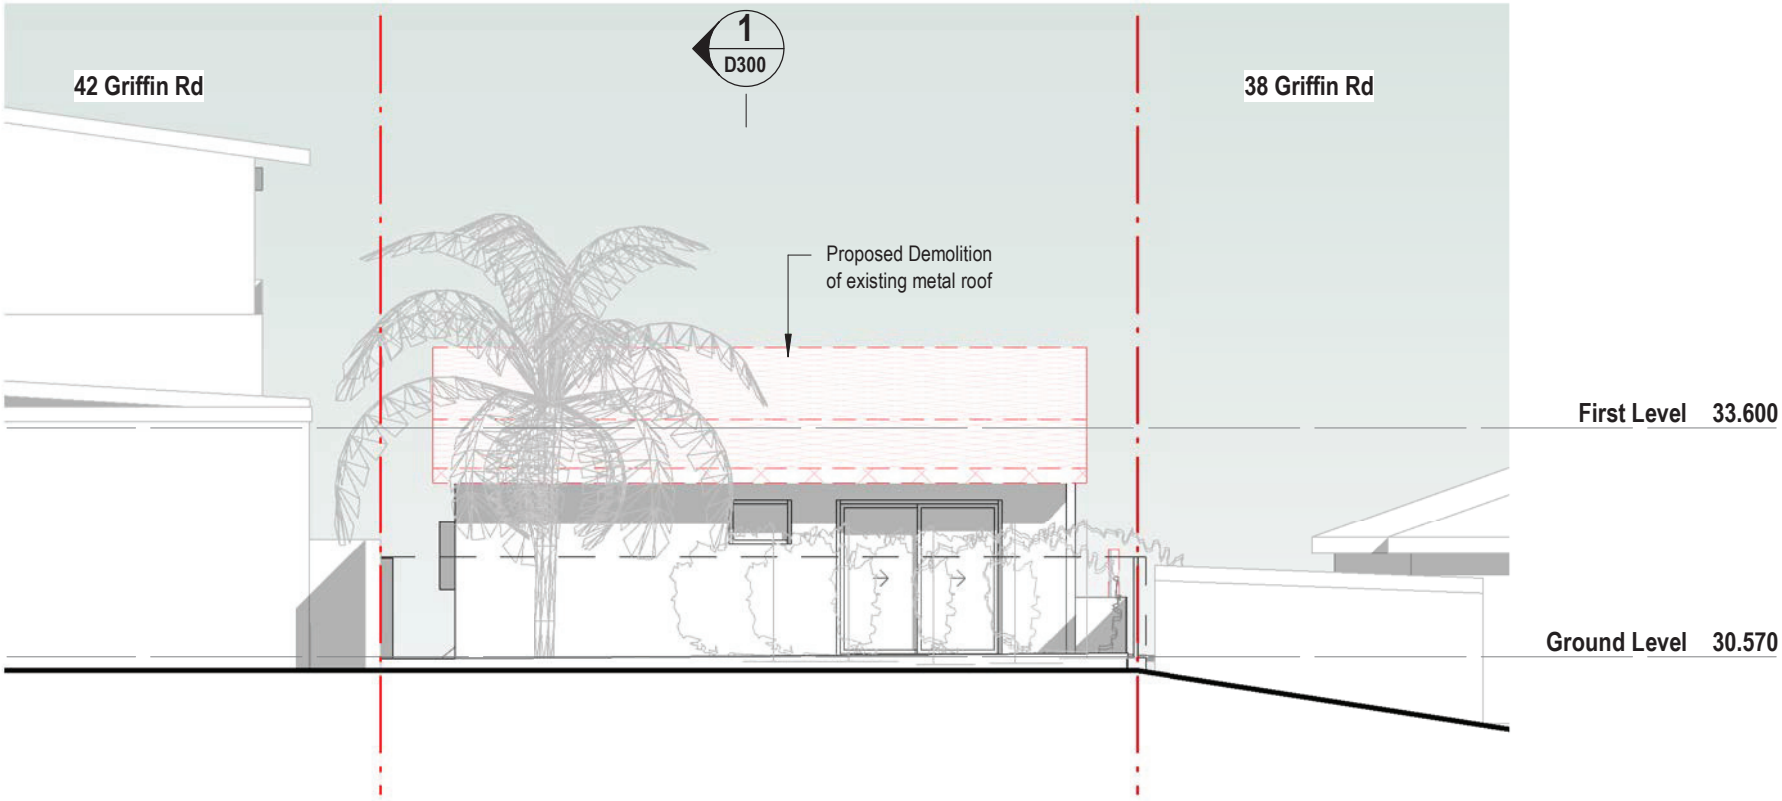 1
D300
42 Griffin Rd
38 Griffin Rd
Proposed Demolition
of existing metal roof
First Level 33.600
Ground Level 30.570